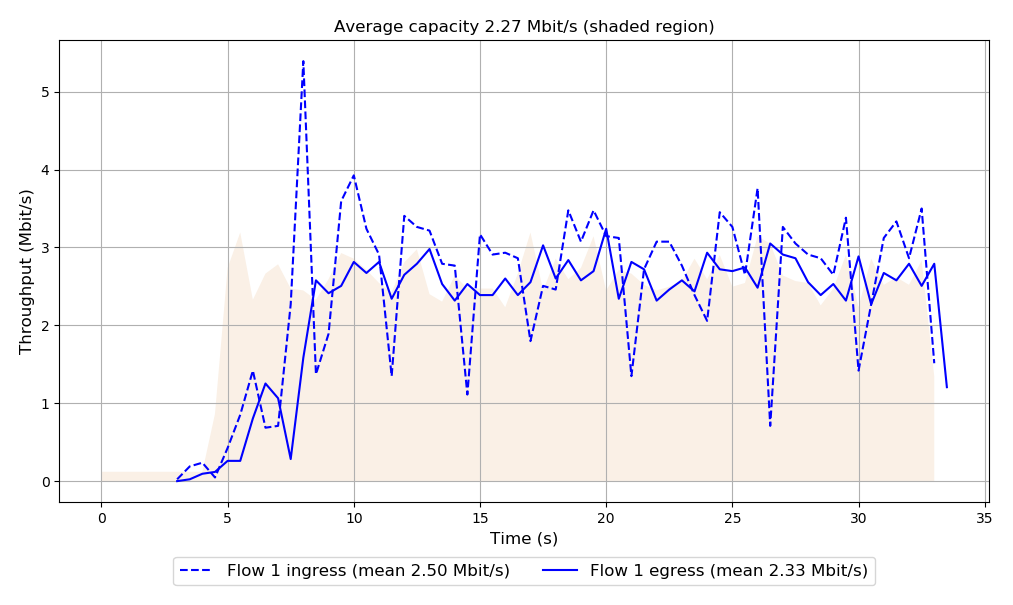 Average capacity 2.27 Mbit/s (shaded region)
Throughput (Mbit/s)
5
4
3
2
1
0
0 5 10 15 20 25 30 35
Time (s)
Flow 1 ingress (mean 2.50 Mbit/s) Flow 1 egress (mean 2.33 Mbit/s)